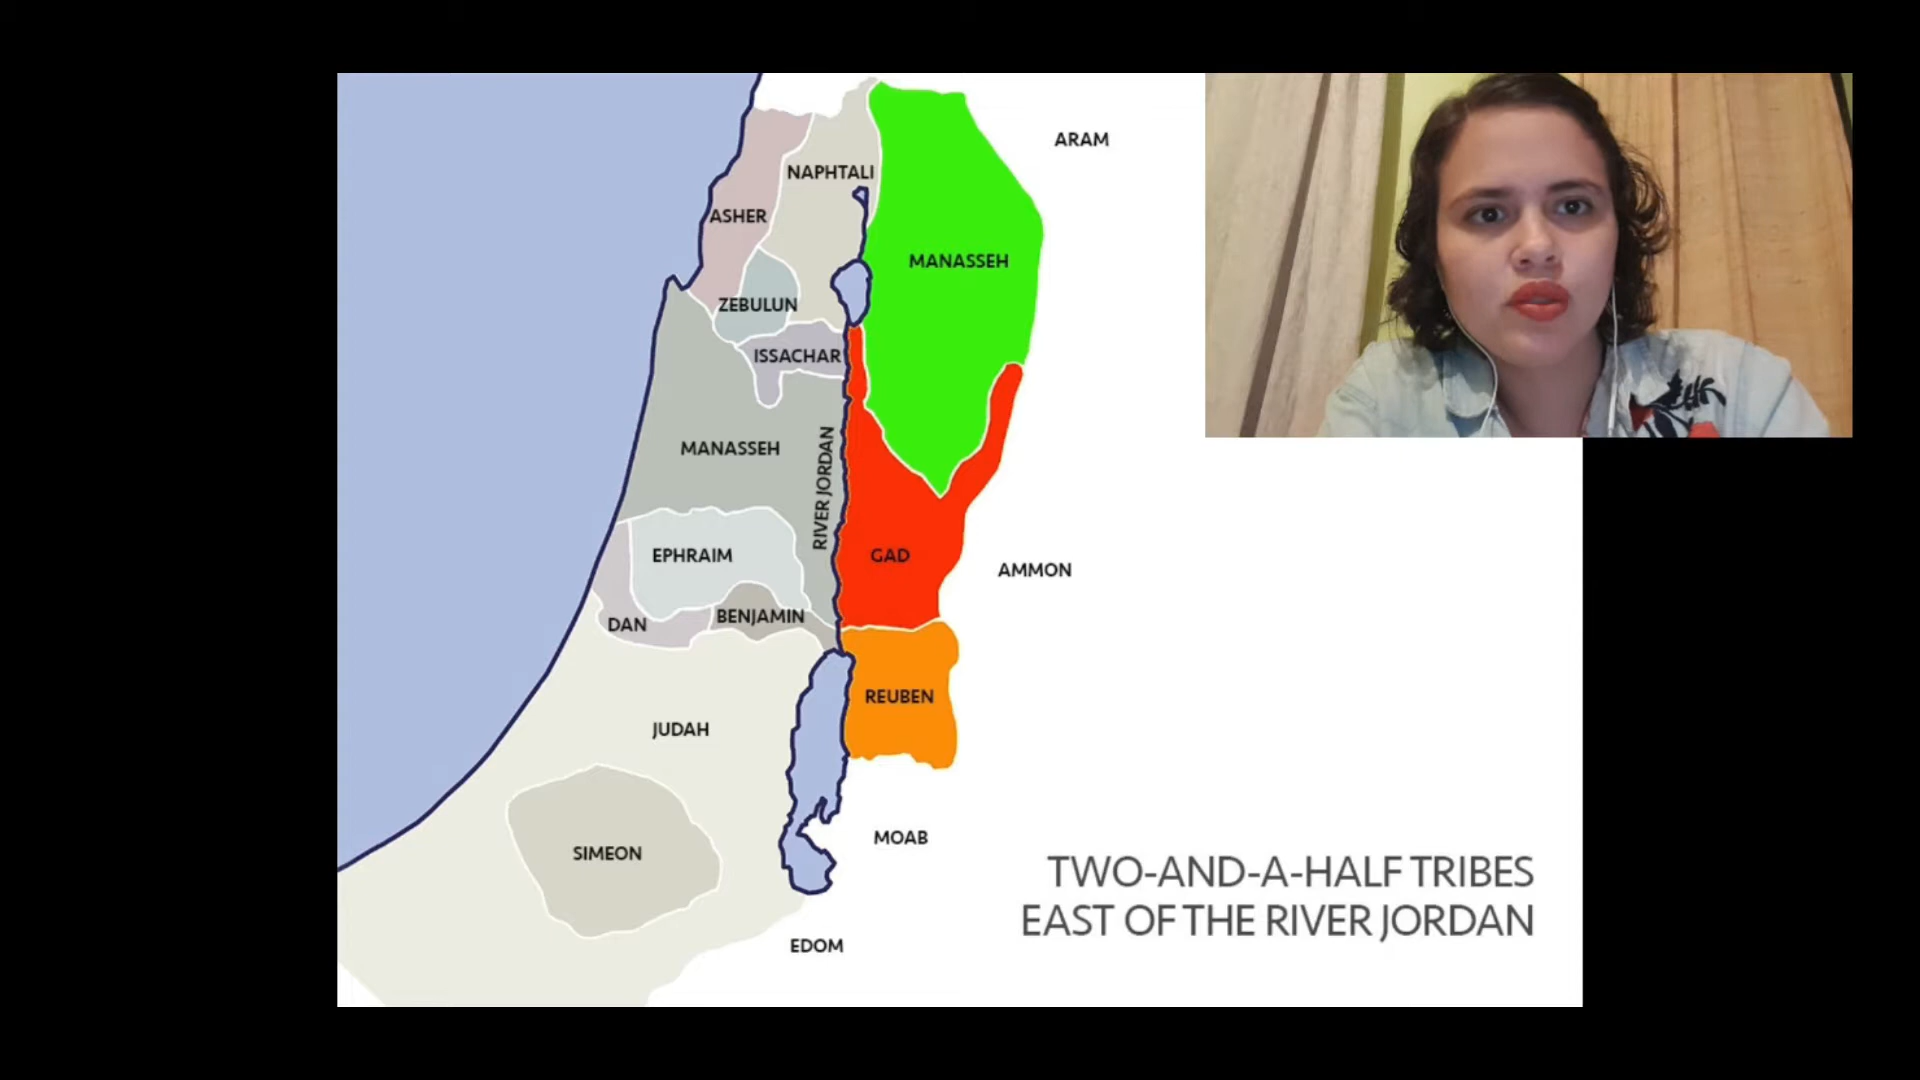 ARAM
NAPHTALI
ASHER
MANASSEH
ZEBULUN
ISSACHAR
MANASSEH
RIVER JORDAN
EPHRAIM
GAD
AMMON
DAN
BENJAMIN
REUBEN
JUDAH
MOAB
SIMEON
EDOM
TWO-AND-A-HALF TRIBES
EAST OF THE RIVER JORDAN